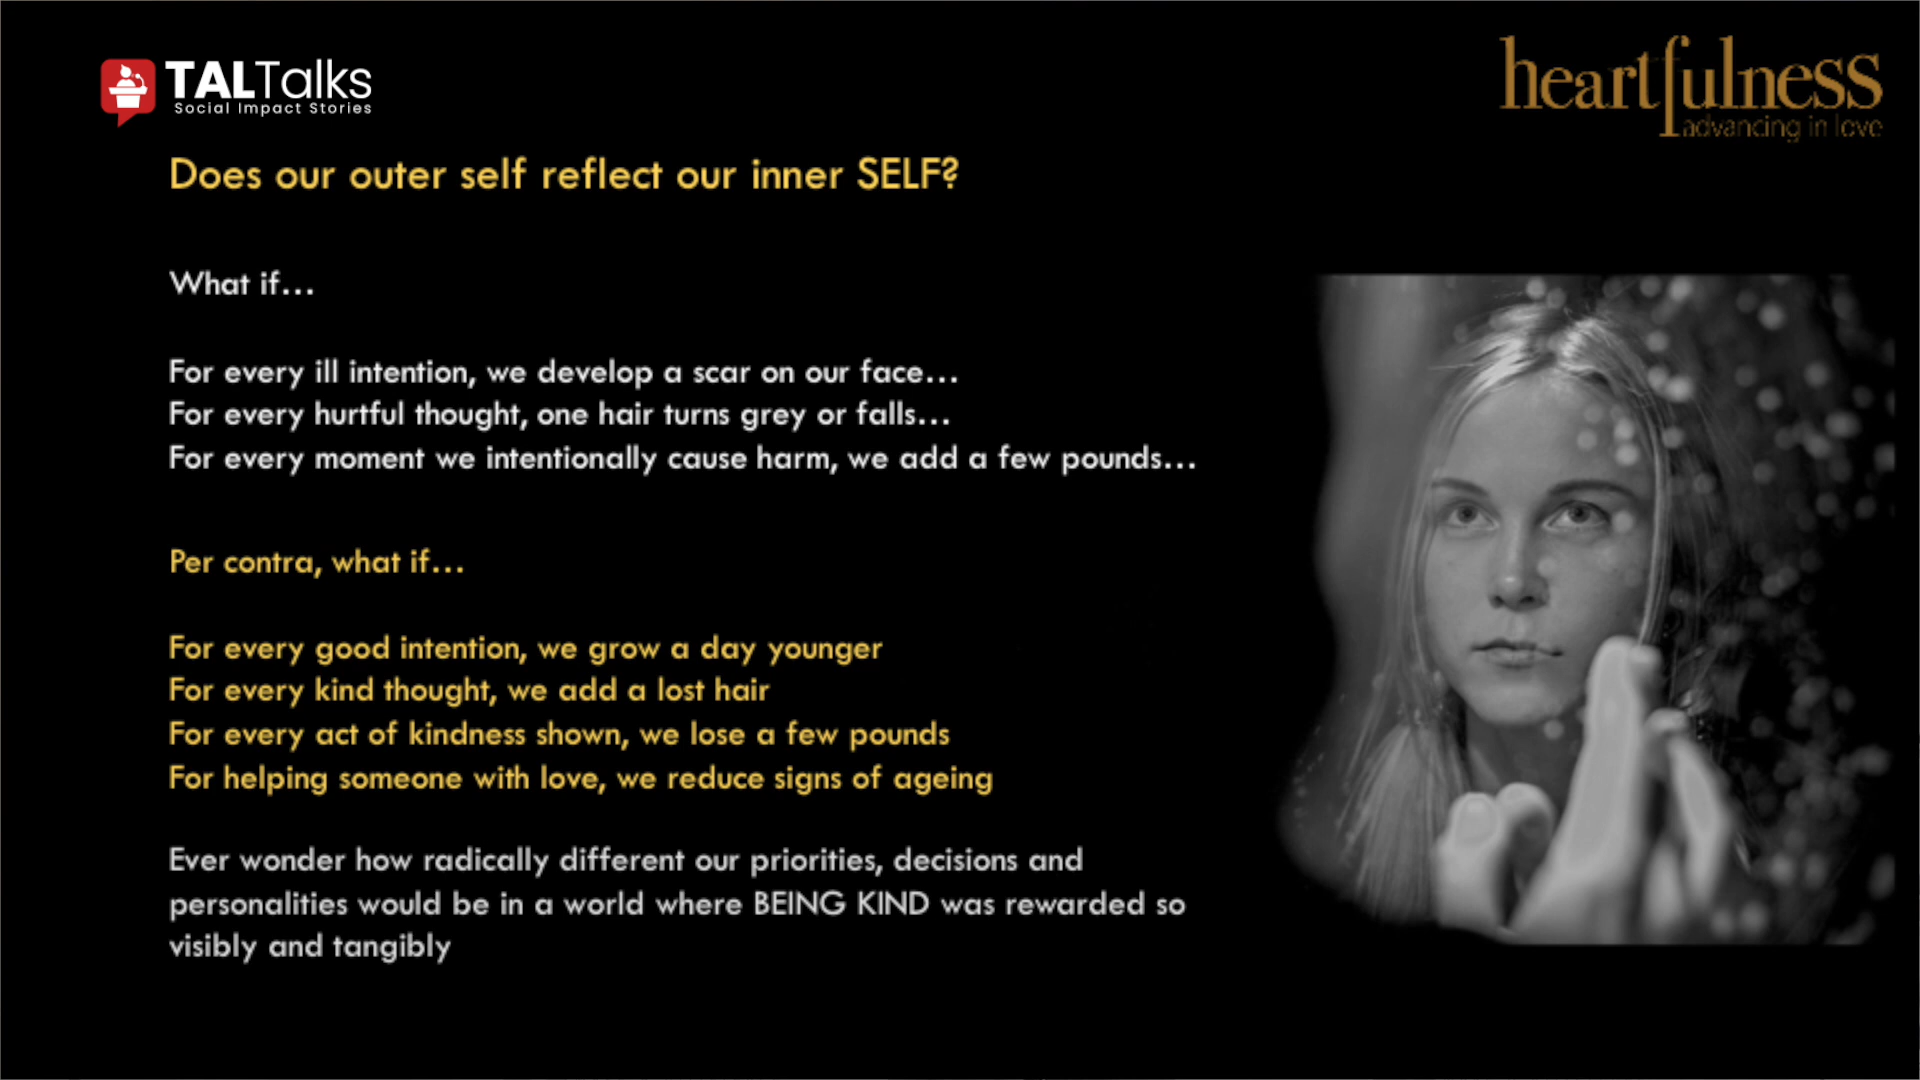 TALTalks
Social Impact Stories
heartfulness
advancing in love
Does our outer self reflect our inner SELF?
What if...
For every ill intention, we develop a scar on our face...
For every hurtful thought, one hair turns grey or falls...
For every moment we intentionally cause harm, we add a few pounds...
Per contra, what if...
For every good intention, we grow a day younger
For every kind thought, we add a lost hair
For every act of kindness shown, we lose a few pounds
For helping someone with love, we reduce signs of ageing
Ever wonder how radically different our priorities, decisions and
personalities would be in a world where BEING KIND was rewarded so
visibly and tangibly